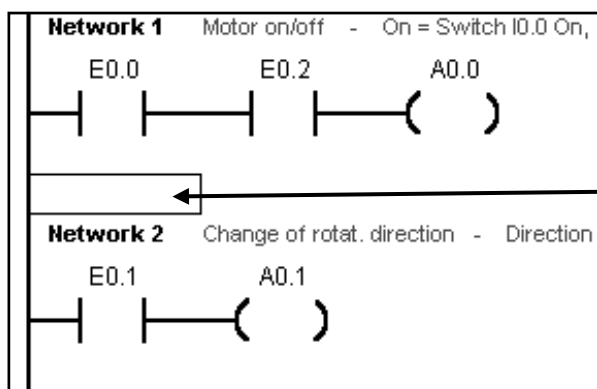 Network 1 Motor on/off - On = Switch I0.0 On,
E0.0 E0.2 A0.0
Network 2 Change of rotat. direction - Direction
E0.1 A0.1